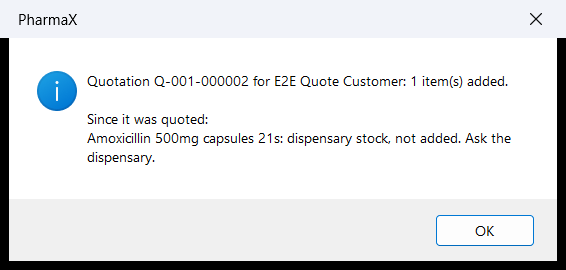 PharmaX
Quotation Q-001-000002 for E2E Quote Customer: 1 item(s) added.
Since it was quoted:
Amoxicillin 500mg capsules 21s: dispensary stock, not added. Ask the
dispensary.
OK